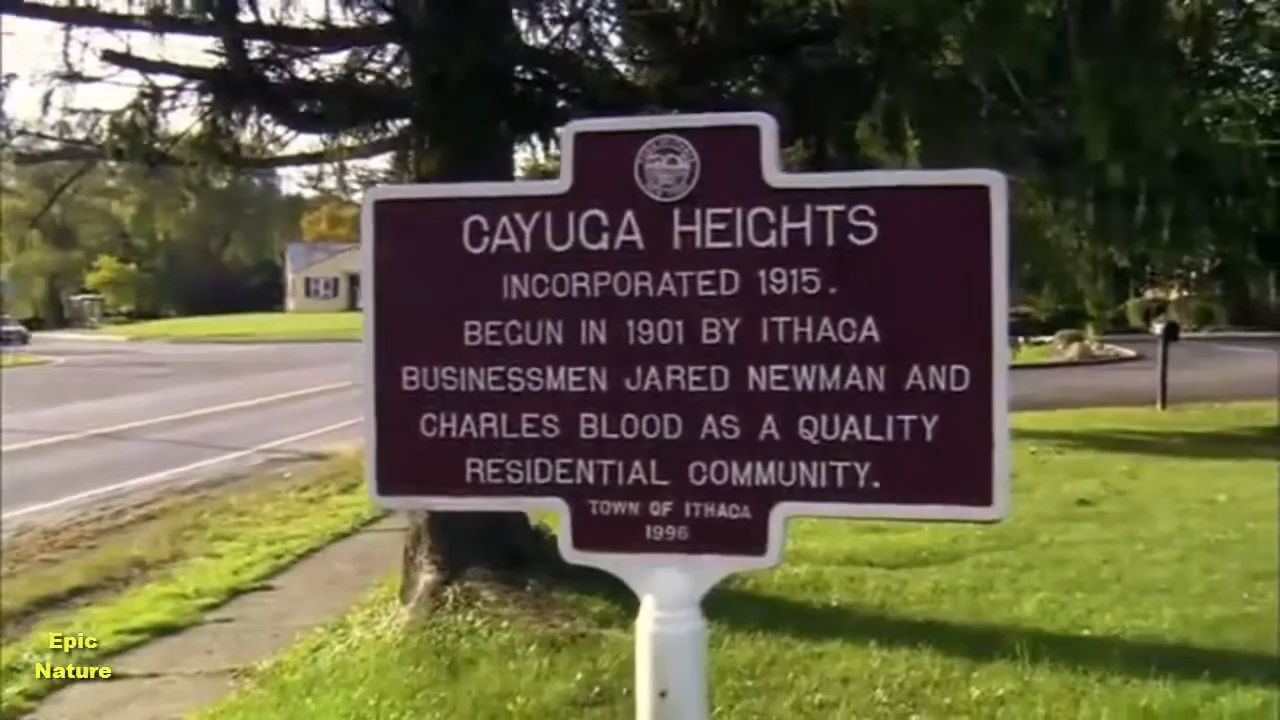 CAYUGA HEIGHTS
INCORPORATED 1915.
BEGUN IN 1901 BY ITHACA
BUSINESSMEN JARED NEWMAN AND
CHARLES BLOOD AS A QUALITY
RESIDENTIAL COMMUNITY.
TOWN OF ITHACA
1996
Epic
Nature